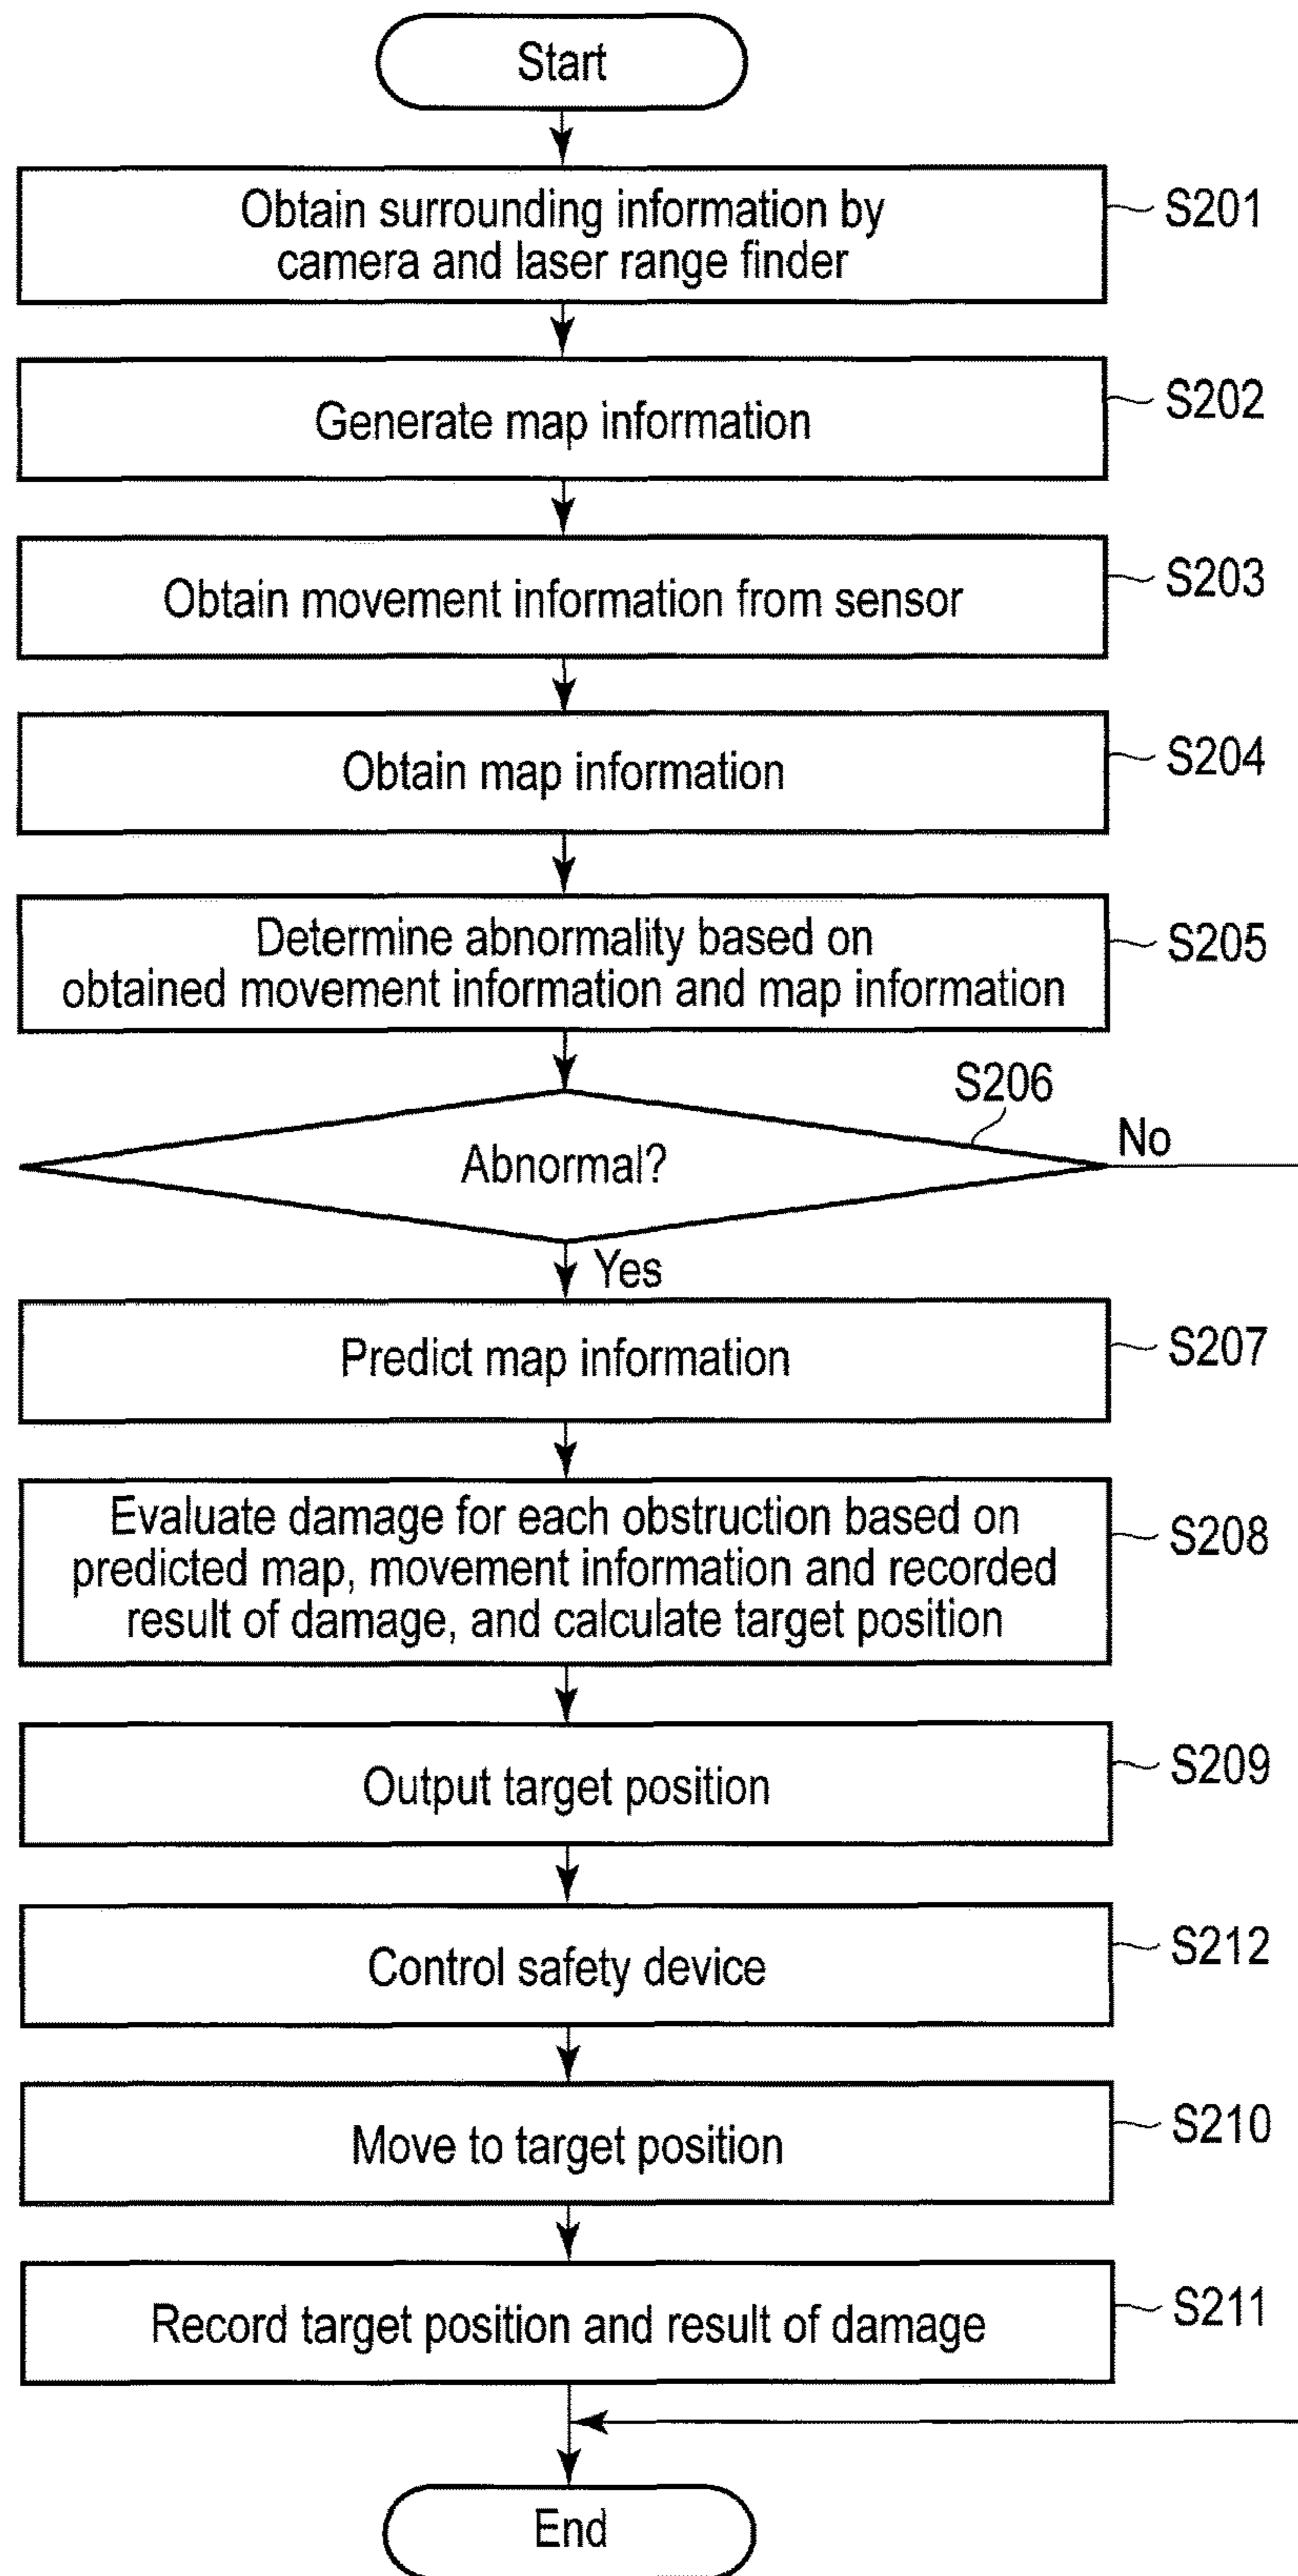 Start
Obtain surrounding information by
camera and laser range finder
S201
Generate map information
S202
Obtain movement information from sensor
S203
Obtain map information
S204
Determine abnormality based on
obtained movement information and map information
S205
S206
Abnormal?
No
Yes
Predict map information
S207
Evaluate damage for each obstruction based on
predicted map, movement information and recorded
result of damage, and calculate target position
S208
Output target position
S209
Control safety device
S212
Move to target position
S210
Record target position and result of damage
S211
End